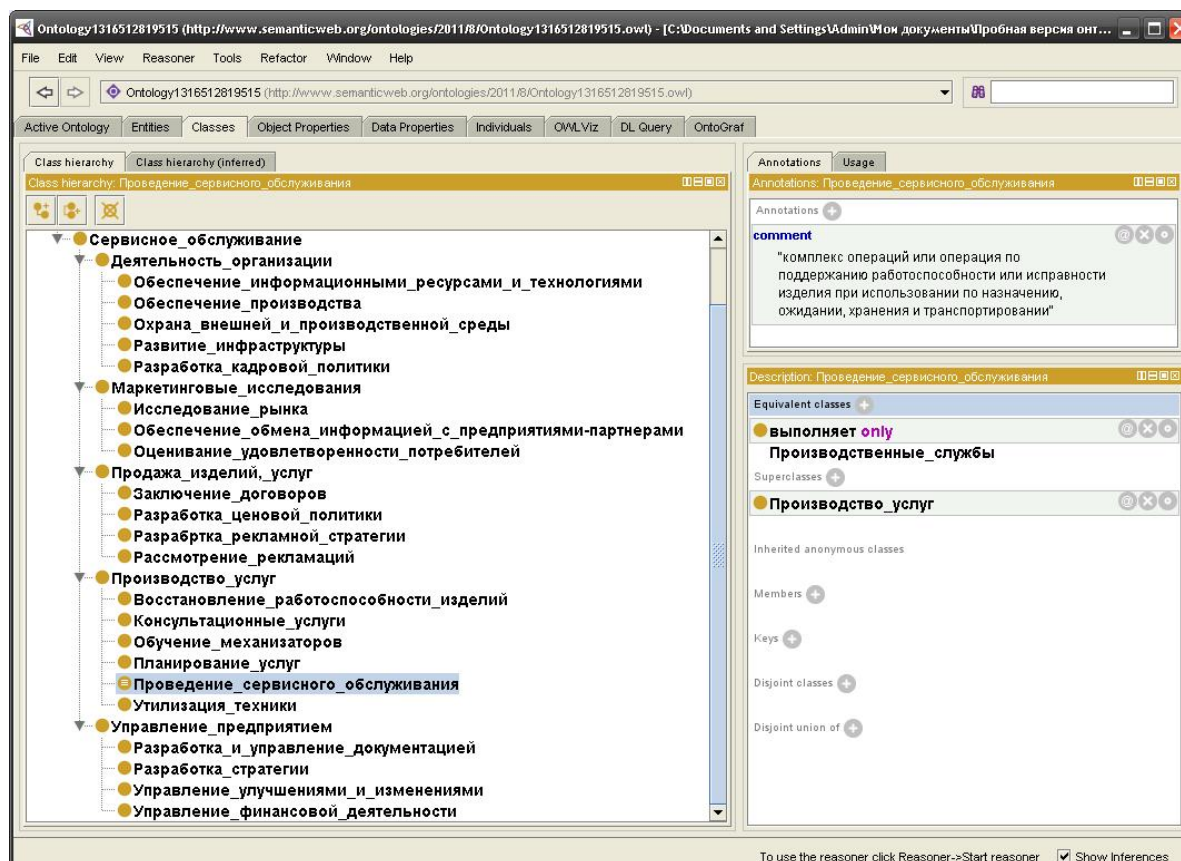 Ontology1316512819515 (http://www.semanticweb.org/ontologies/2011/8/Ontology1316512819515.owl) - [C:\Documents and Settings\Admin\Мои документы\Пробная версия онт...
File Edit View Reasoner Tools Refactor Window Help
Ontology1316512819515 (http://www.semanticweb.org/ontologies/2011/8/Ontology1316512819515.owl)
Active Ontology Entities Classes Object Properties Data Properties Individuals OWLViz DL Query OntoGraf
Class hierarchy Class hierarchy (inferred)
Class hierarchy: Проведение_сервисного_обслуживания
Сервисное_обслуживание
Деятельность_организации
Обеспечение_информационными_ресурсами_и_технологиями
Обеспечение_производства
Охрана_внешней_и_производственной_среды
Развитие_инфраструктуры
Разработка_кадровой_политики
Маркетинговые_исследования
Исследование_рынка
Обеспечение_обмена_информацией_с_предприятиями-партнерами
Оценивание_удовлетворенности_потребителей
Продажа_изделий,_услуг
Заключение_договоров
Разработка_ценовой_политики
Разрабртка_рекламной_стратегии
Рассмотрение_рекламаций
Производство_услуг
Восстановление_работоспособности_изделий
Консультационные_услуги
Обучение_механизаторов
Планирование_услуг
Проведение_сервисного_обслуживания
Утилизация_техники
Управление_предприятием
Разработка_и_управление_документацией
Разработка_стратегии
Управление_улучшениями_и_изменениями
Управление_финансовой_деятельности
Annotations Usage
Annotations: Проведение_сервисного_обслуживания
Annotations
comment
"комплекс операций или операция по
поддержанию работоспособности или исправности
изделия при использовании по назначению,
ожидании, хранения и транспортировании"
Description: Проведение_сервисного_обслуживания
Equivalent classes
выполняет only
Производственные_службы
Superclasses
Производство_услуг
Inherited anonymous classes
Members
Keys
Disjoint classes
Disjoint union of
To use the reasoner click Reasoner->Start reasoner Show Inferences